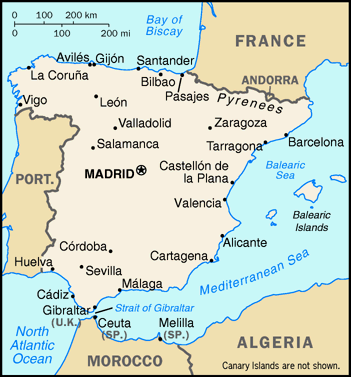 0 100 200 km
0 100 200 mi
Bay of
Biscay
FRANCE
Avilés Gijón
Santander
La Coruña
Bilbao
ANDORRA
Pasajes
Pyrenees
Vigo
León
Valladolid
Zaragoza
Salamanca
Tarragona
Barcelona
MADRID
Castellón de
la Plana
Balearic
Sea
PORT.
Valencia
Balearic
Islands
Córdoba
Alicante
Huelva
Sevilla
Cartagena
Mediterranean Sea
Cádiz
Málaga
Gibraltar
(U.K.)
Strait of Gibraltar
Ceuta
(SP.)
Melilla
(SP.)
North
Atlantic
Ocean
ALGERIA
MOROCCO
Canary Islands are not shown.